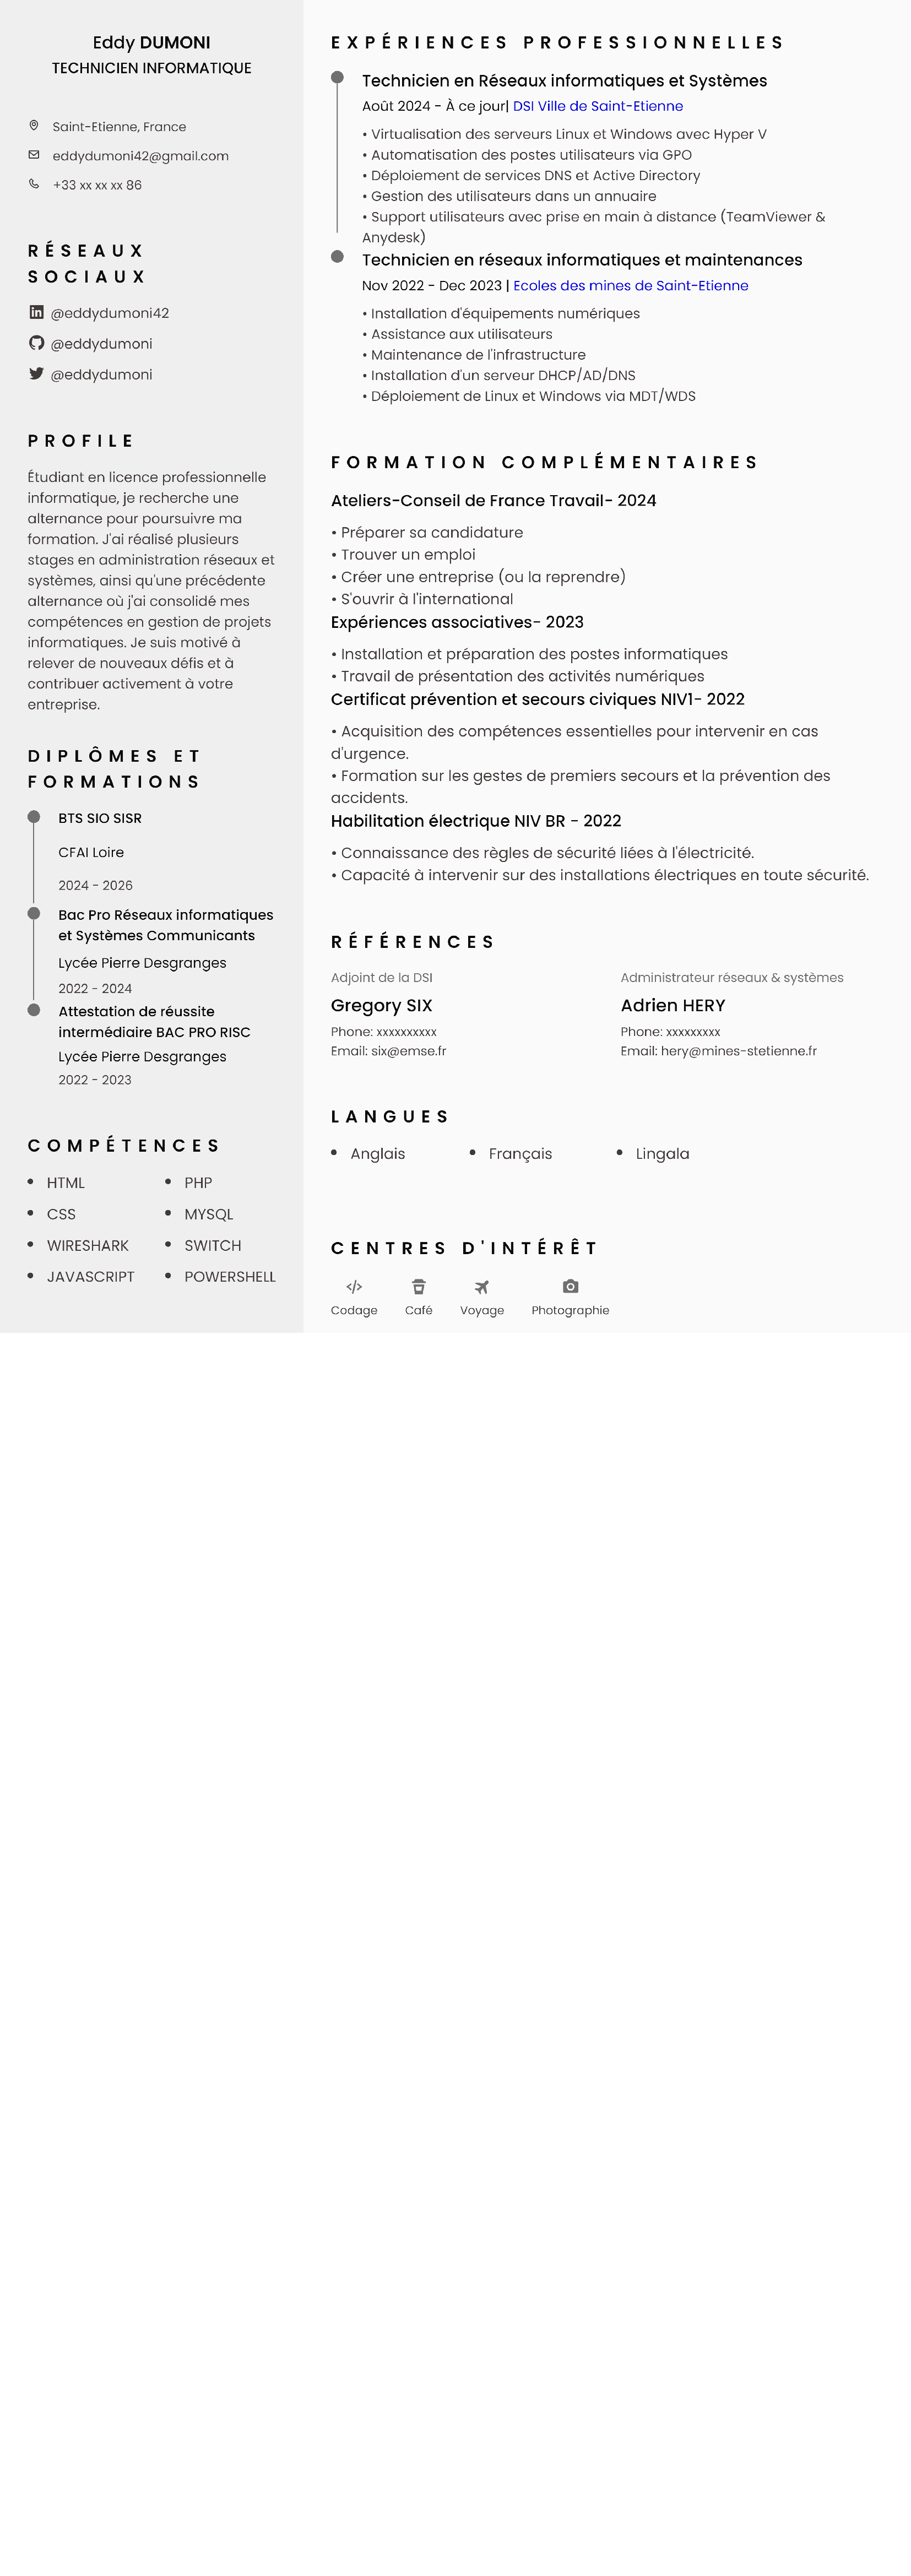 Eddy DUMONI
TECHNICIEN INFORMATIQUE
Saint-Etienne, France
eddydumoni42@gmail.com
+33 xx xx xx 86
RÉSEAUX
SOCIAUX
@eddydumoni42
@eddydumoni
@eddydumoni
PROFILE
Étudiant en licence professionnelle
informatique, je recherche une
alternance pour poursuivre ma
formation. J'ai réalisé plusieurs
stages en administration réseaux et
systèmes, ainsi qu'une précédente
alternance où j'ai consolidé mes
compétences en gestion de projets
informatiques. Je suis motivé à
relever de nouveaux défis et à
contribuer activement à votre
entreprise.
DIPLÔMES ET
FORMATIONS
BTS SIO SISR
CFAI Loire
2024 - 2026
Bac Pro Réseaux informatiques
et Systèmes Communicants
Lycée Pierre Desgranges
2022 - 2024
Attestation de réussite
intermédiaire BAC PRO RISC
Lycée Pierre Desgranges
2022 - 2023
COMPÉTENCES
• HTML • PHP
• CSS • MYSQL
• WIRESHARK • SWITCH
• JAVASCRIPT • POWERSHELL
EXPÉRIENCES PROFESSIONNELLES
Technicien en Réseaux informatiques et Systèmes
Août 2024 - À ce jour| DSI Ville de Saint-Etienne
• Virtualisation des serveurs Linux et Windows avec Hyper V
• Automatisation des postes utilisateurs via GPO
• Déploiement de services DNS et Active Directory
• Gestion des utilisateurs dans un annuaire
• Support utilisateurs avec prise en main à distance (TeamViewer &
Anydesk)
Technicien en réseaux informatiques et maintenances
Nov 2022 - Dec 2023 | Ecoles des mines de Saint-Etienne
• Installation d'équipements numériques
• Assistance aux utilisateurs
• Maintenance de l'infrastructure
• Installation d'un serveur DHCP/AD/DNS
• Déploiement de Linux et Windows via MDT/WDS
FORMATION COMPLÉMENTAIRES
Ateliers-Conseil de France Travail- 2024
• Préparer sa candidature
• Trouver un emploi
• Créer une entreprise (ou la reprendre)
• S'ouvrir à l'international
Expériences associatives- 2023
• Installation et préparation des postes informatiques
• Travail de présentation des activités numériques
Certificat prévention et secours civiques NIV1- 2022
• Acquisition des compétences essentielles pour intervenir en cas
d'urgence.
• Formation sur les gestes de premiers secours et la prévention des
accidents.
Habilitation électrique NIV BR - 2022
• Connaissance des règles de sécurité liées à l'électricité.
• Capacité à intervenir sur des installations électriques en toute sécurité.
RÉFÉRENCES
Adjoint de la DSI
Gregory SIX
Phone: xxxxxxxxxx
Email: six@emse.fr
Administrateur réseaux & systèmes
Adrien HERY
Phone: xxxxxxxxx
Email: hery@mines-stetienne.fr
LANGUES
• Anglais • Français • Lingala
CENTRES D'INTÉRÊT
Codage Café Voyage Photographie